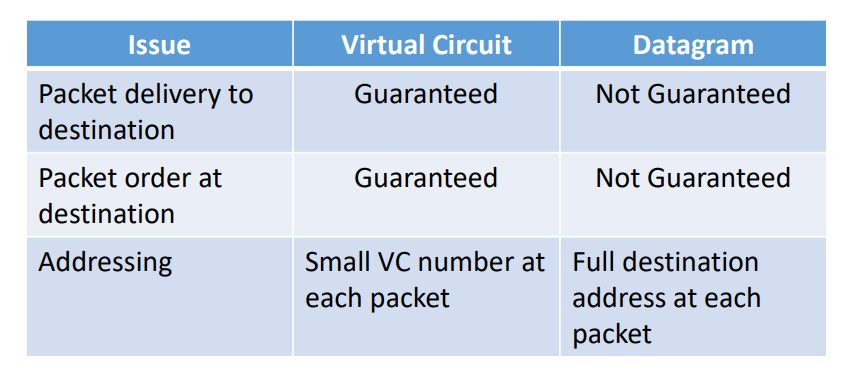 Issue
Virtual Circuit
Datagram
Packet delivery to
destination
Guaranteed
Not Guaranteed
Packet order at
destination
Guaranteed
Not Guaranteed
Addressing
Small VC number at
each packet
Full destination
address at each
packet